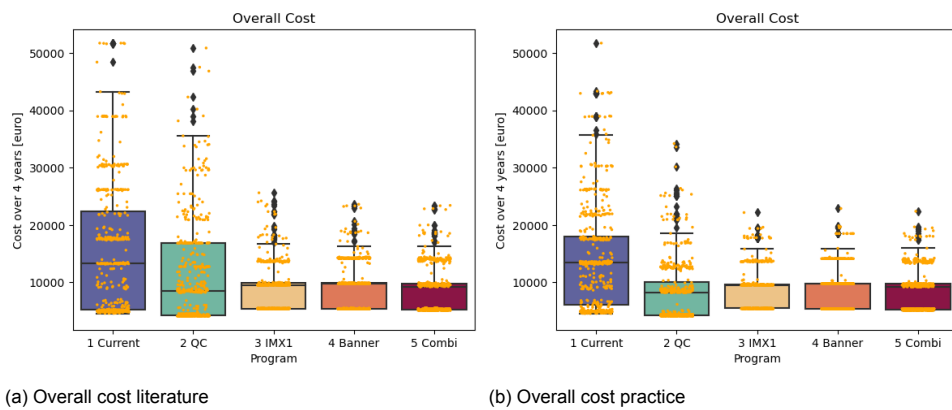 Overall Cost
50000
40000
30000
20000
10000
Cost over 4 years [euro]
1 Current 2 QC 3 IMX1 4 Banner 5 Combi
Program
(a) Overall cost literature
Overall Cost
50000
40000
30000
20000
10000
Cost over 4 years [euro]
1 Current 2 QC 3 IMX1 4 Banner 5 Combi
Program
(b) Overall cost practice